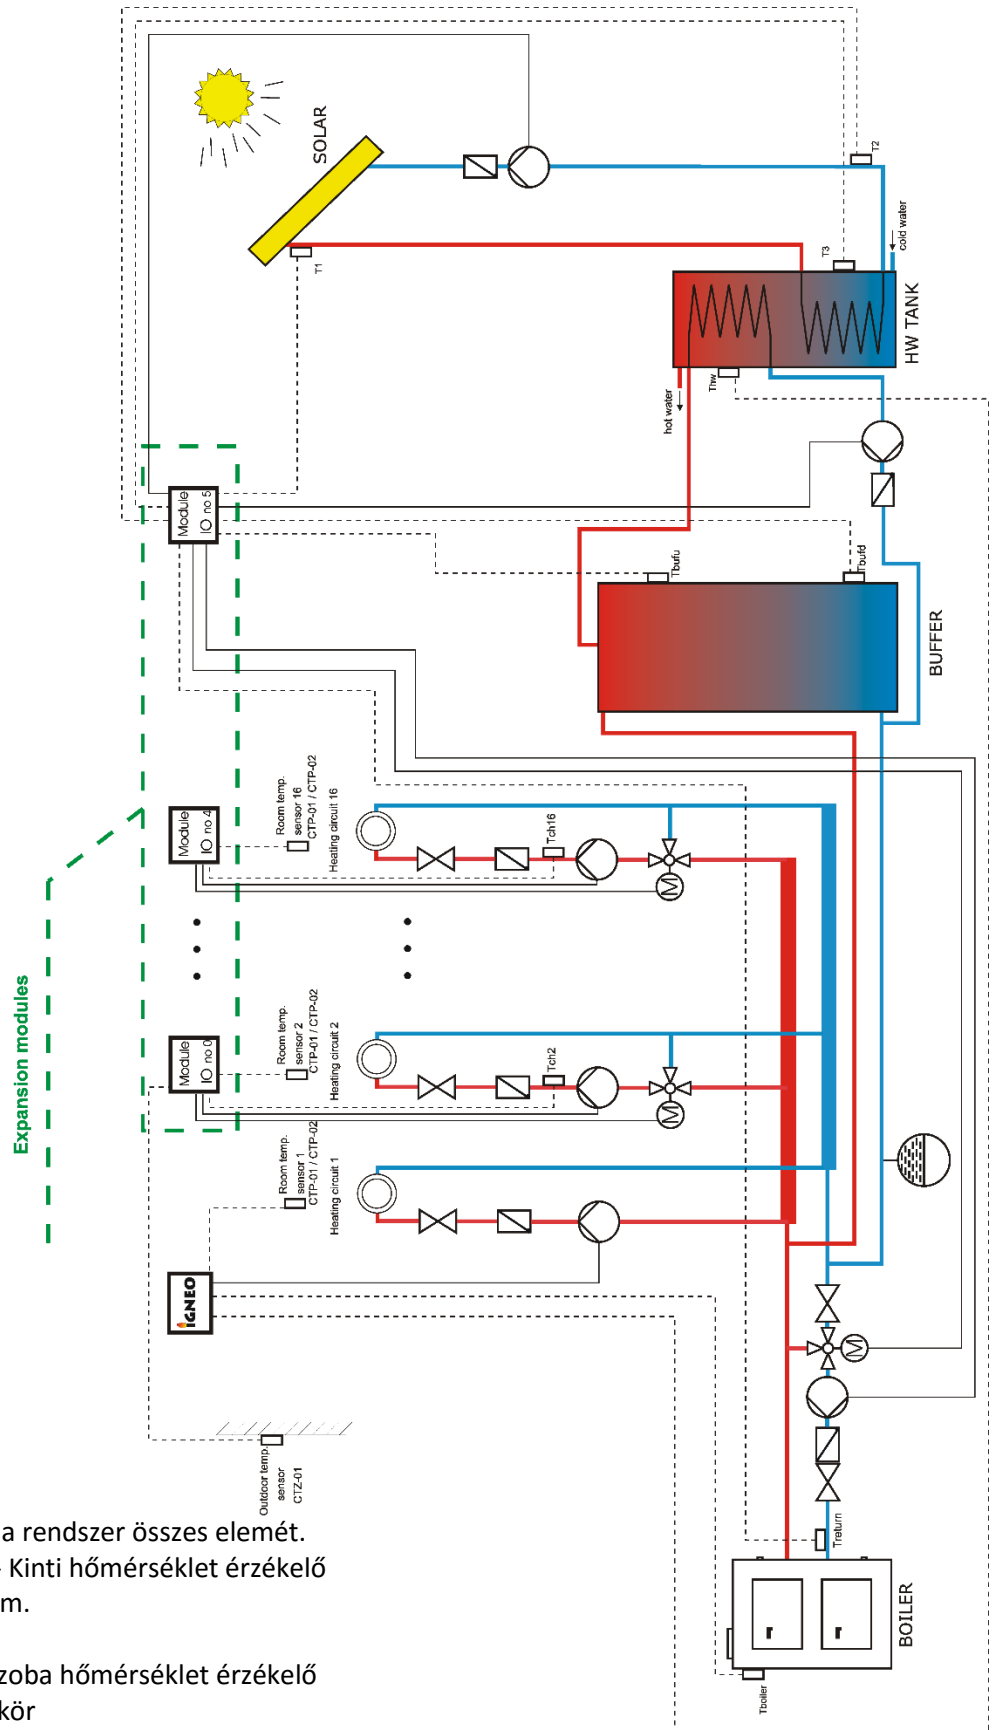 SOLAR
T1
T2
T3
cold water
HW TANK
Thw
hot water
Module
IO no 5
Tbufu
Tbufd
BUFFER
Expansion modules
Module
IO no 4
Room temp.
sensor 16
CTP-01 / CTP-02
Heating circuit 16
Tch16
M
Module
IO no 0
Room temp.
sensor 2
CTP-01 / CTP-02
Heating circuit 2
Tch2
M
Room temp.
sensor 1
CTP-01 / CTP-02
Heating circuit 1
iGNEO
M
Outdoor temp.
sensor
CTZ-01
Treturn
BOILER
Tboiler
a rendszer összes elemét.
- Kinti hőmérséklet érzékelő
m.
zoba hőmérséklet érzékelő
kör